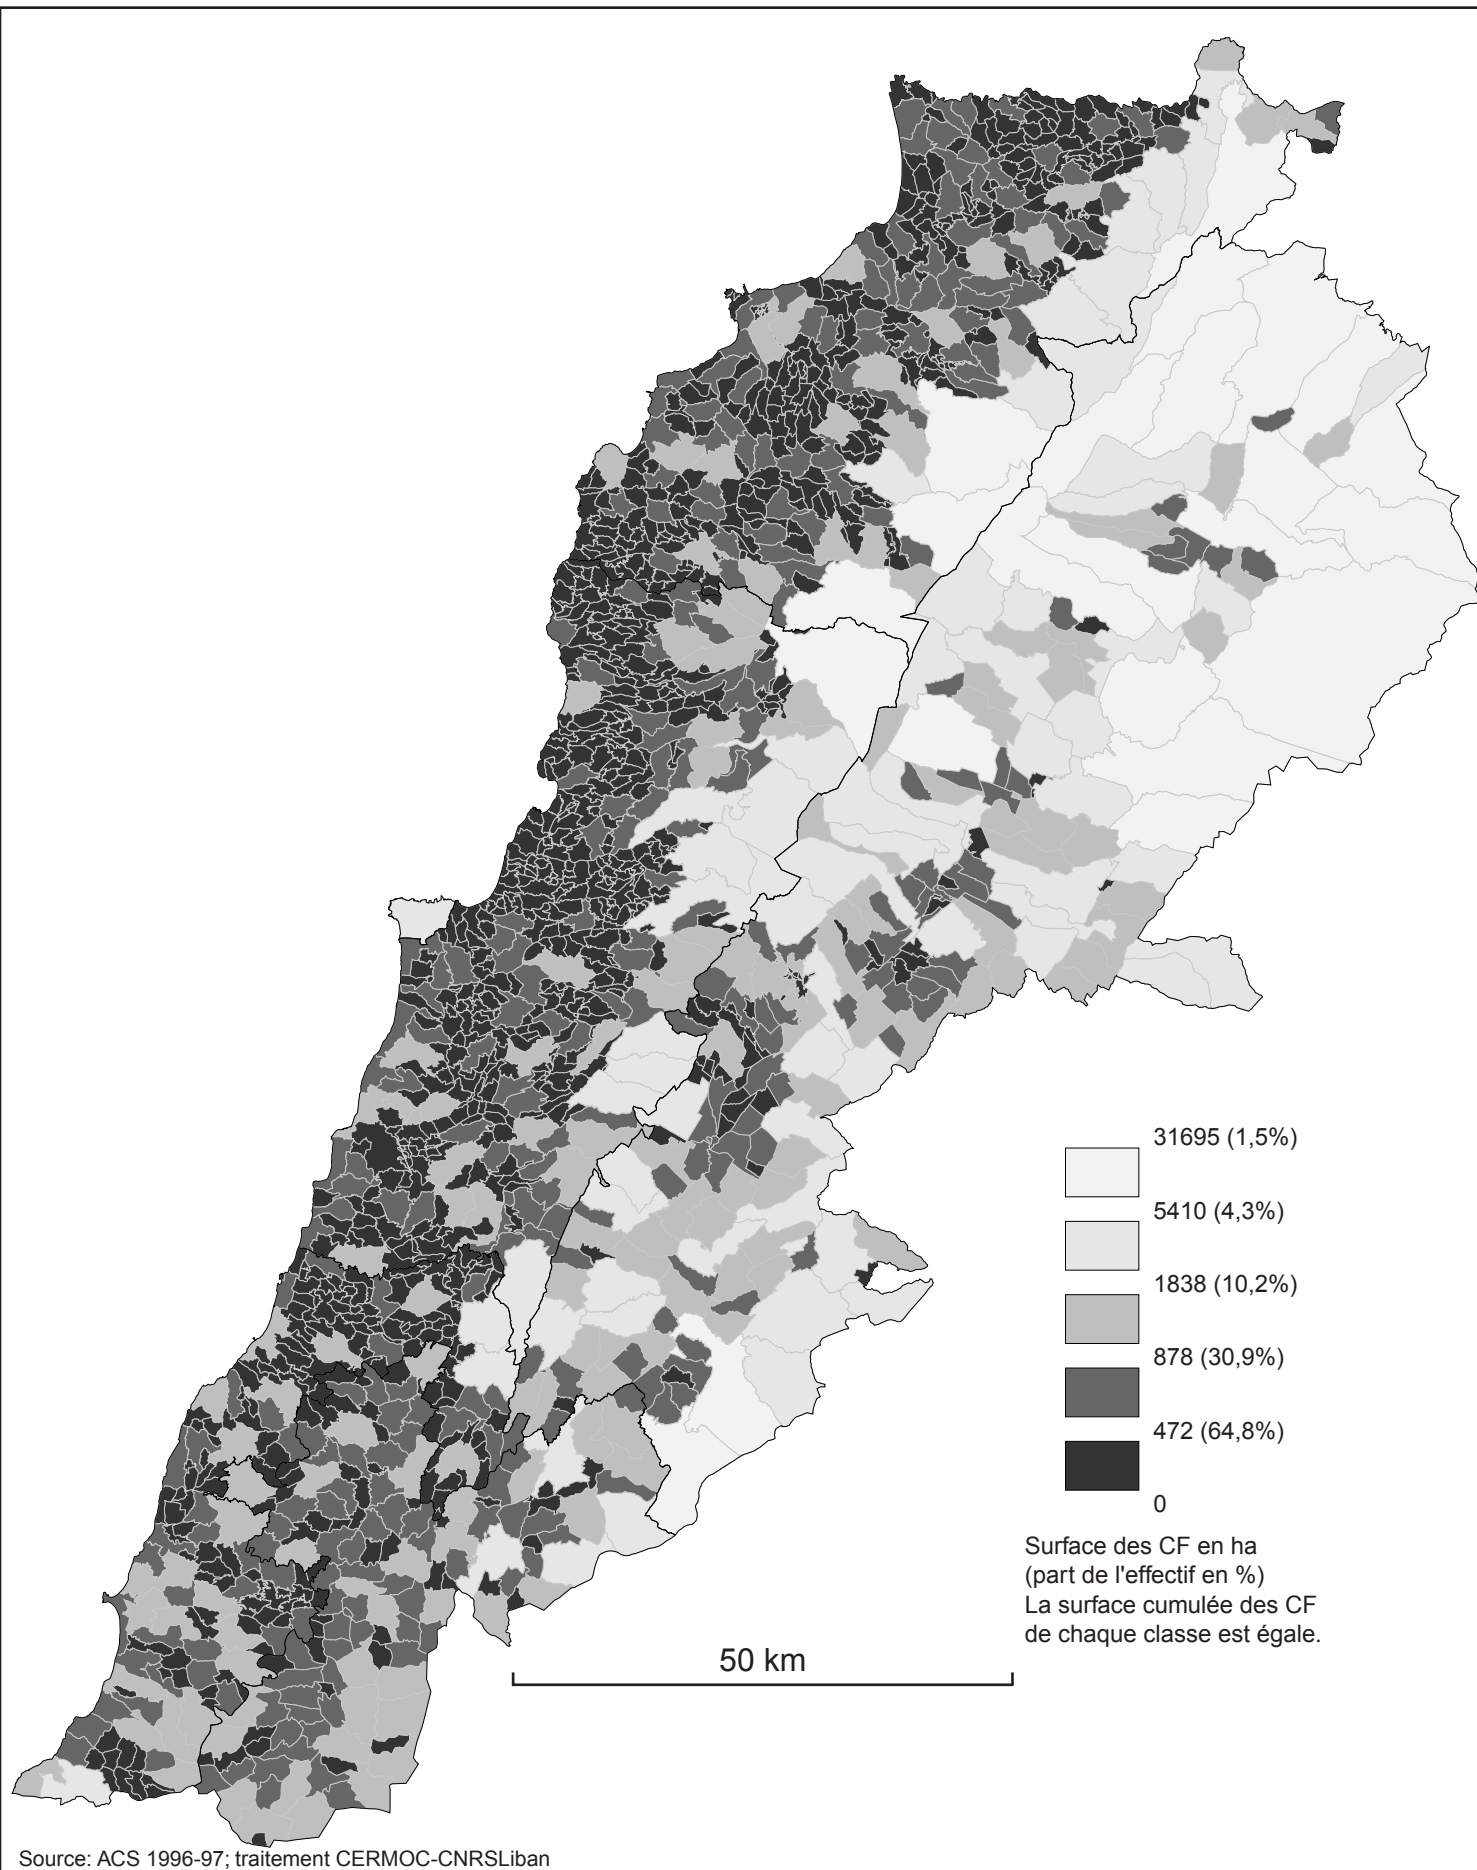 31695 (1,5%)
5410 (4,3%)
1838 (10,2%)
878 (30,9%)
472 (64,8%)
0
Surface des CF en ha
(part de l'effectif en %)
La surface cumulée des CF
de chaque classe est égale.
50 km
Source: ACS 1996-97; traitement CERMOC-CNRSLiban